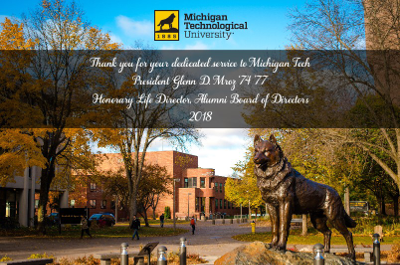 1885
Michigan
Technological
University
Thank you for your dedicated service to Michigan Tech
President Glenn D. Mroz '74 '77
Honorary Life Director, Alumni Board of Directors
2018